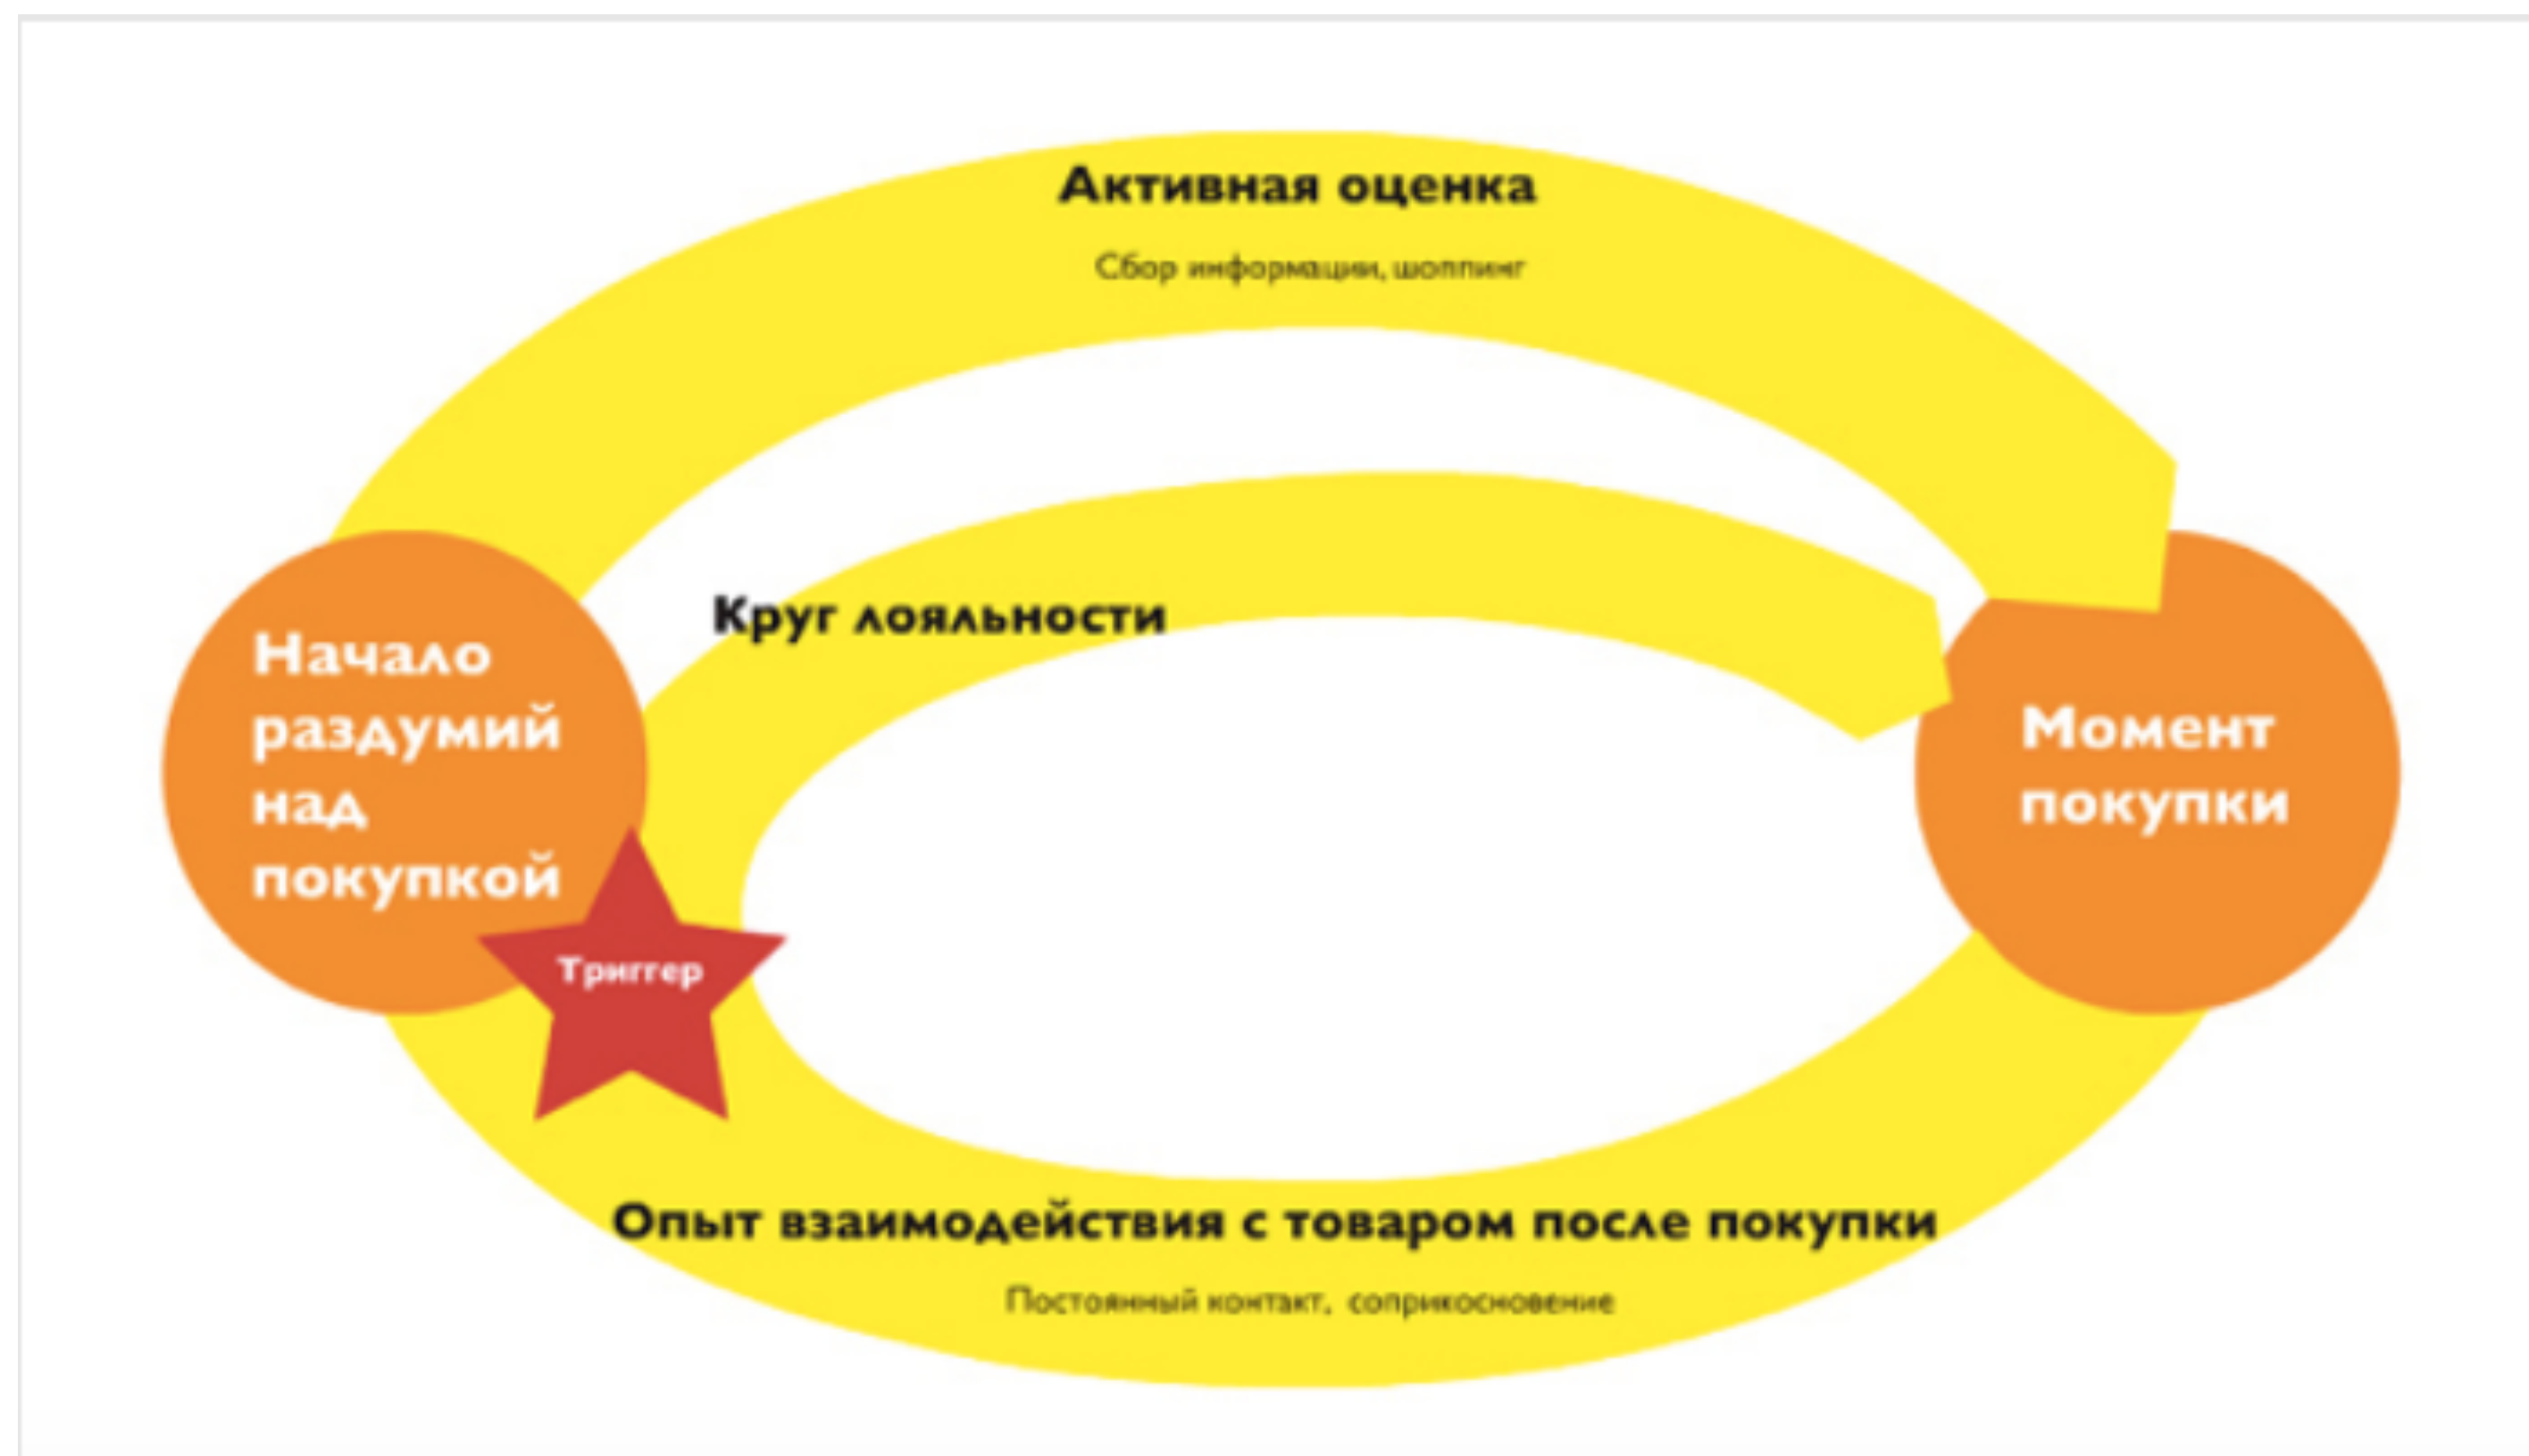 Активная оценка
Сбор информации, шоппинг
Круг лояльности
Начало
раздумий
над
покупкой
Момент
покупки
Триггер
Опыт взаимодействия с товаром после покупки
Постоянный контакт, соприкосновение